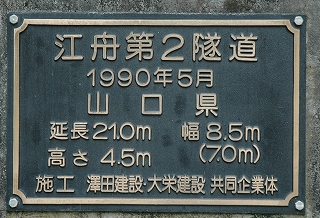 江舟第2隧道
1990年5月
山口県
延長21.0m 幅8.5m
高さ4.5m (7.0m)
施工 澤田建設・大栄建設 共同企業体